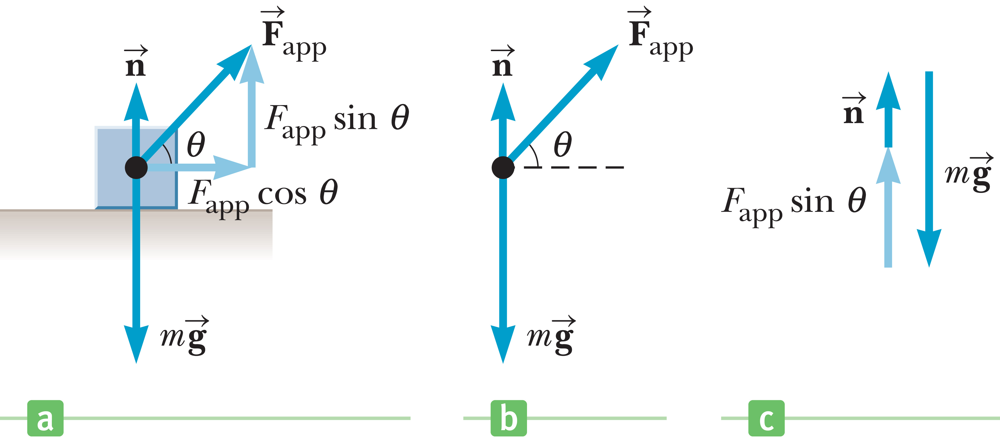 F⃗app
n⃗
Fapp sin θ
θ
Fapp cos θ
mg⃗
a
F⃗app
n⃗
θ
mg⃗
b
n⃗
mg⃗
Fapp sin θ
c